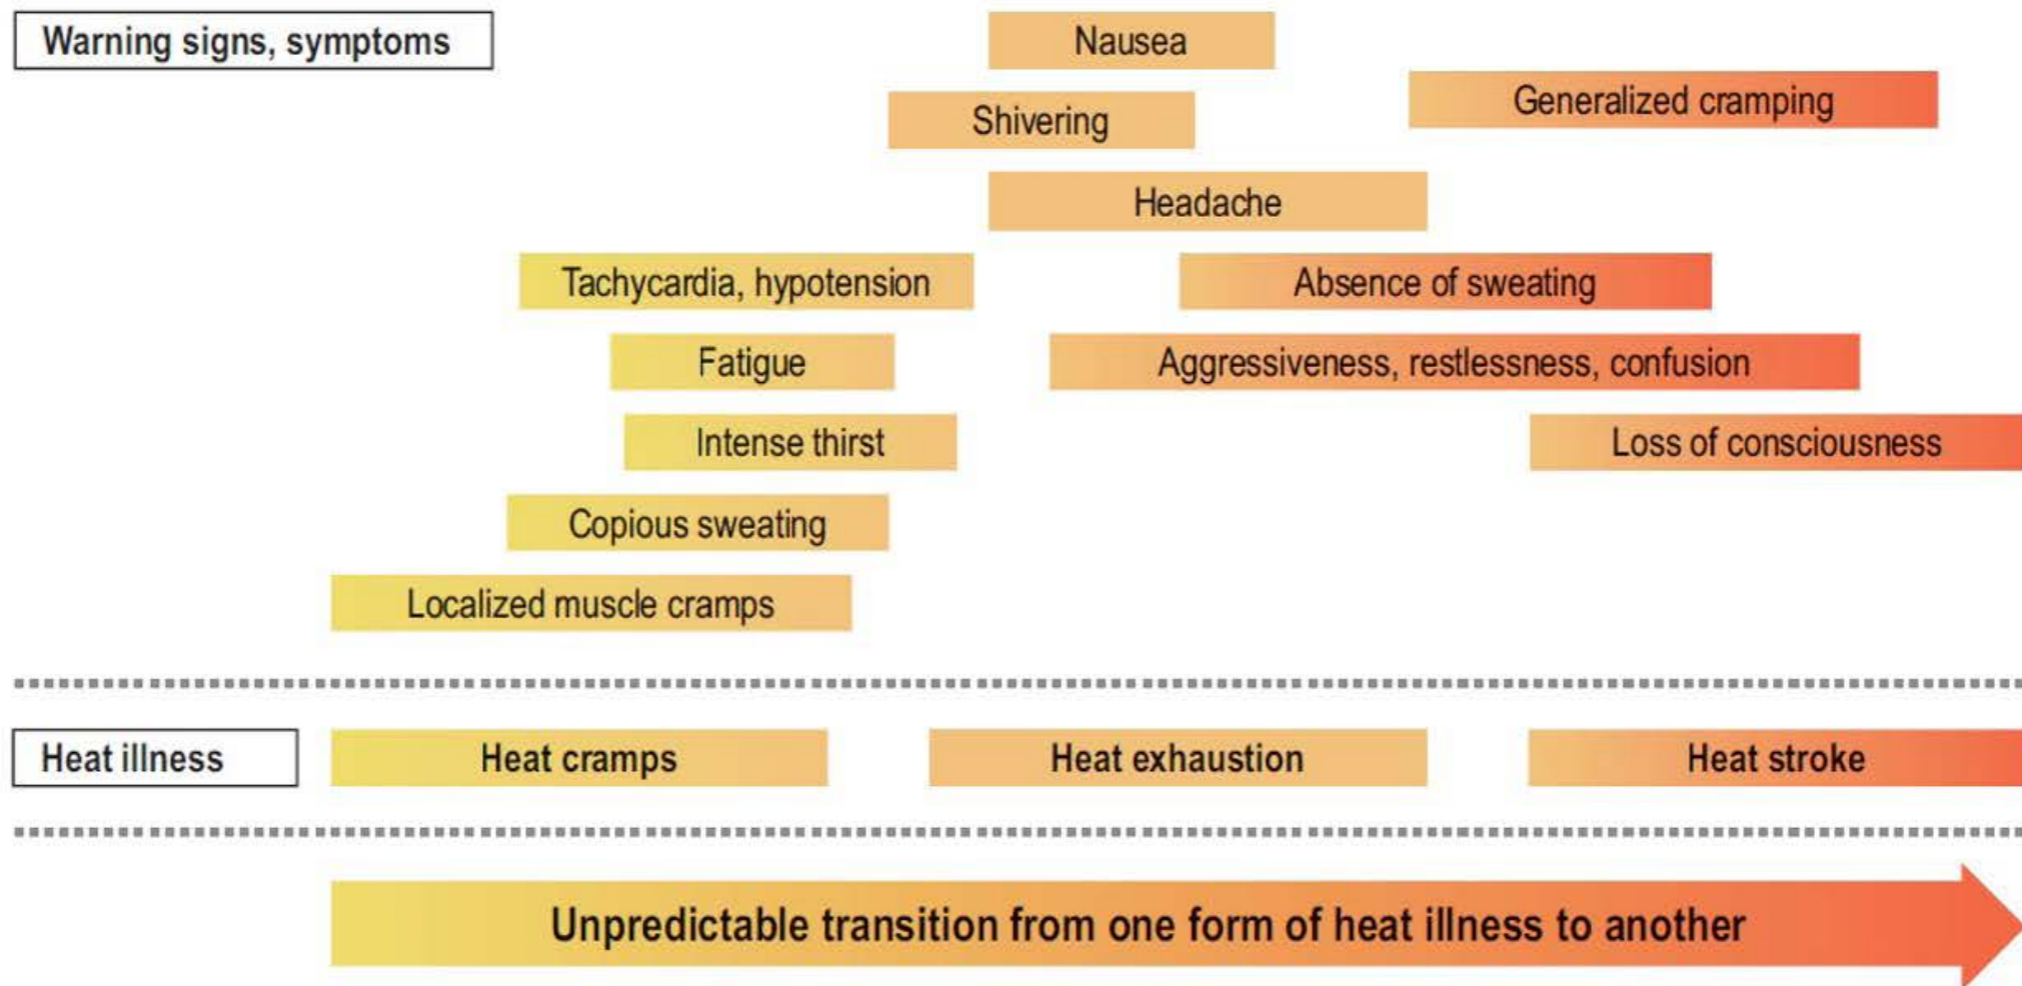 Warning signs, symptoms
Nausea
Generalized cramping
Shivering
Headache
Tachycardia, hypotension
Absence of sweating
Fatigue
Aggressiveness, restlessness, confusion
Intense thirst
Loss of consciousness
Copious sweating
Localized muscle cramps
Heat illness
Heat cramps
Heat exhaustion
Heat stroke
Unpredictable transition from one form of heat illness to another